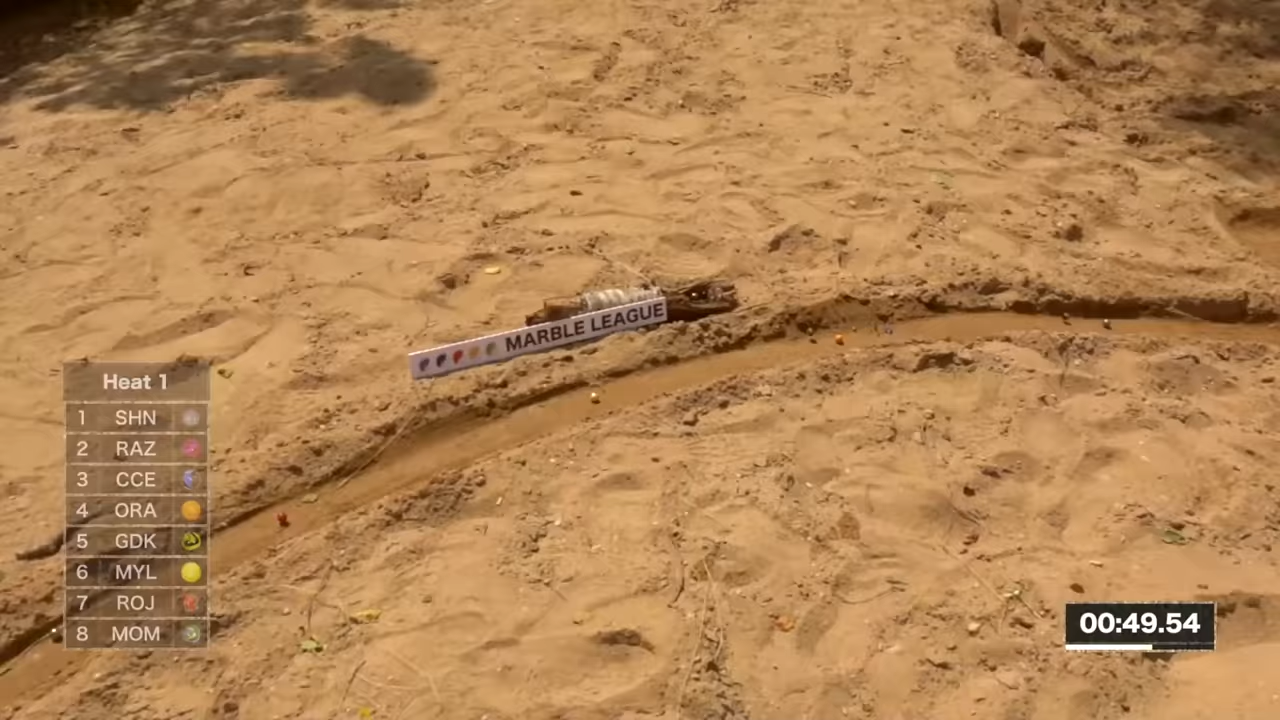 MARBLE LEAGUE
Heat 1
1 SHN
2 RAZ
3 CCE
4 ORA
5 GDK
6 MYL
7 ROJ
8 MOM
00:49.54